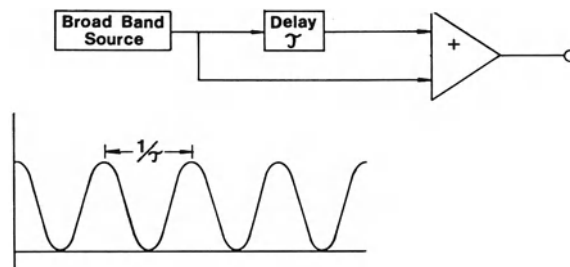 Broad Band
Source
Delay
τ
+
1/τ